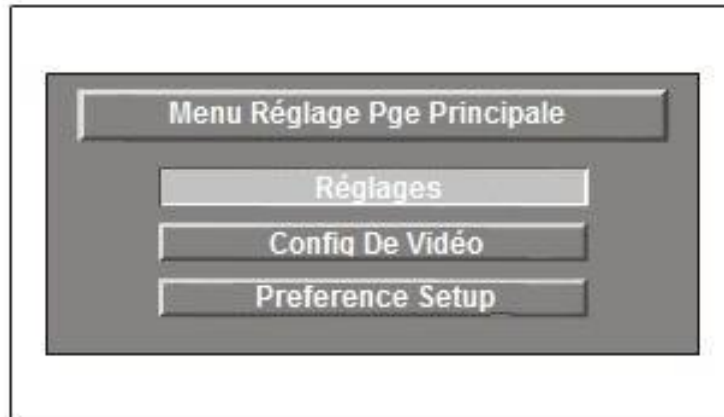 Menu Réglage Pge Principale
Réglages
Config De Vidéo
Preference Setup